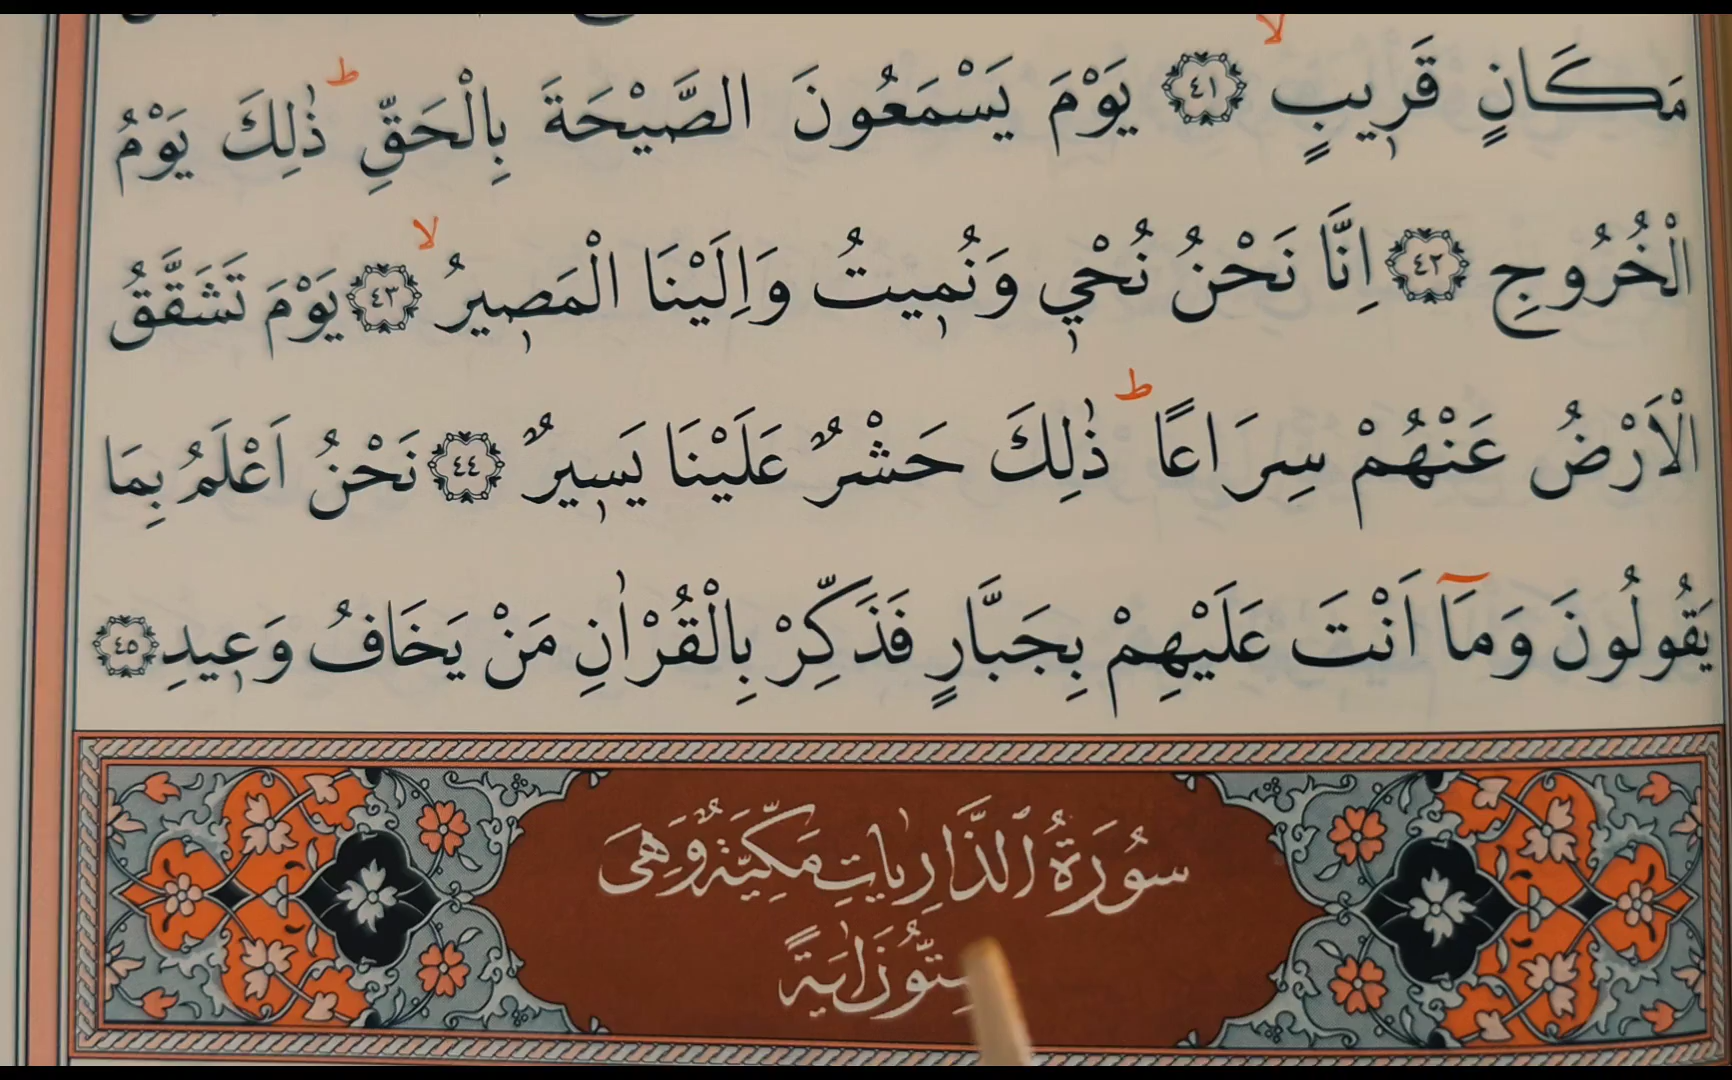 مَكَانٍ قَرٖيبٍۙ ﴿٤١﴾ يَوْمَ يَسْمَعُونَ الصَّيْحَةَ بِالْحَقِّۜ ذٰلِكَ يَوْمُ
الْخُرُوجِ ﴿٤٢﴾ اِنَّا نَحْنُ نُحْيٖ وَنُمٖيتُ وَاِلَيْنَا الْمَصٖيرُۙ ﴿٤٣﴾ يَوْمَ تَشَقَّقُ
الْاَرْضُ عَنْهُمْ سِرَاعًاۜ ذٰلِكَ حَشْرٌ عَلَيْنَا يَسٖيرٌ ﴿٤٤﴾ نَحْنُ اَعْلَمُ بِمَا
يَقُولُونَ وَمَٓا اَنْتَ عَلَيْهِمْ بِجَبَّارٍ فَذَكِّرْ بِالْقُرْاٰنِ مَنْ يَخَافُ وَعٖيدِ ﴿٤٥﴾
سُورَةُ الذَّارِيَاتِ مَكِّيَّةٌ وَهِىَ
سِتُّونَ اٰيَةً